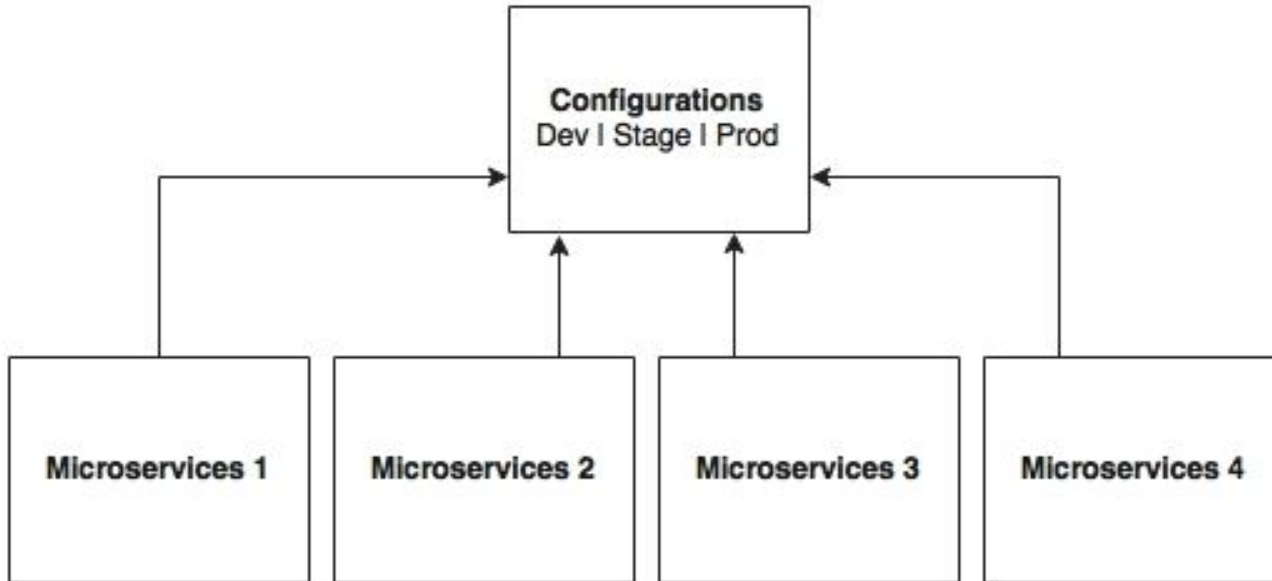 Configurations
Dev | Stage | Prod
Microservices 1
Microservices 2
Microservices 3
Microservices 4